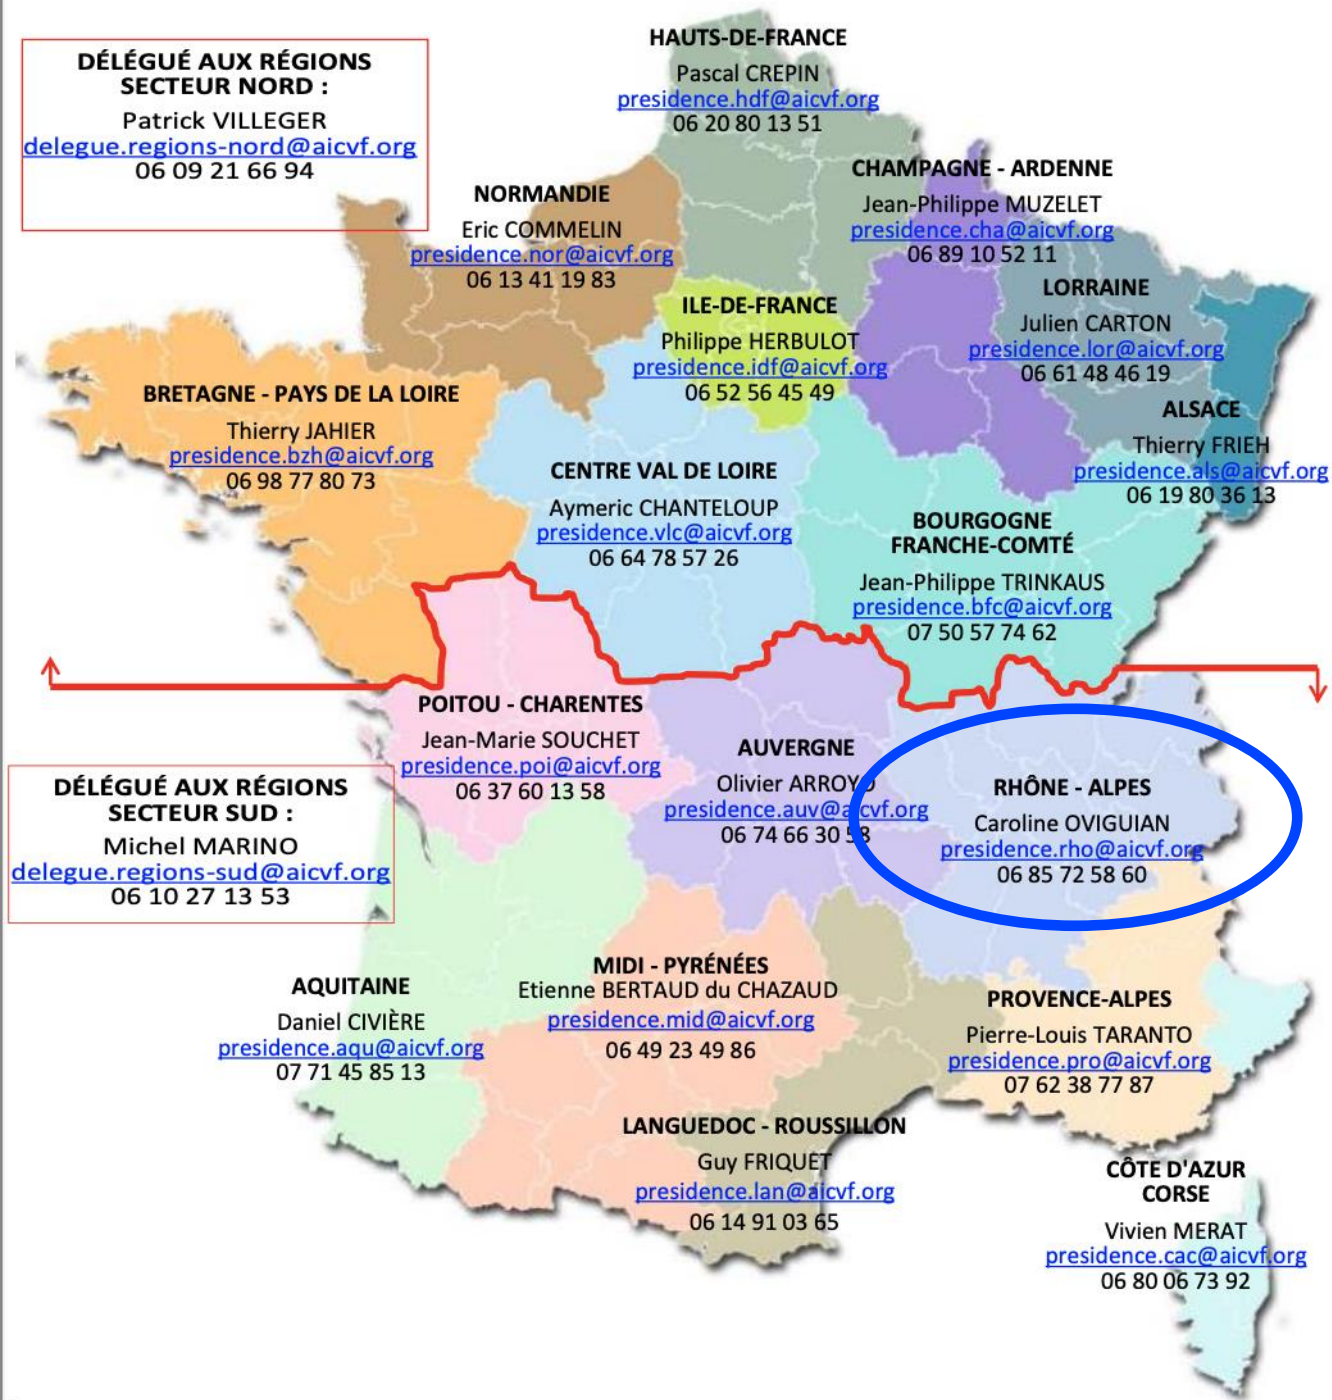 DÉLÉGUÉ AUX RÉGIONS
SECTEUR NORD :
Patrick VILLEGER
delegue.regions-nord@aicvf.org
06 09 21 66 94
HAUTS-DE-FRANCE
Pascal CREPIN
presidence.hdf@aicvf.org
06 20 80 13 51
NORMANDIE
Eric COMMELIN
presidence.nor@aicvf.org
06 13 41 19 83
CHAMPAGNE - ARDENNE
Jean-Philippe MUZELET
presidence.cha@aicvf.org
06 89 10 52 11
ILE-DE-FRANCE
Philippe HERBULOT
presidence.idf@aicvf.org
06 52 56 45 49
LORRAINE
Julien CARTON
presidence.lor@aicvf.org
06 61 48 46 19
BRETAGNE - PAYS DE LA LOIRE
Thierry JAHIER
presidence.bzh@aicvf.org
06 98 77 80 73
ALSACE
Thierry FRIEH
presidence.als@aicvf.org
06 19 80 36 13
CENTRE VAL DE LOIRE
Aymeric CHANTELOUP
presidence.vlc@aicvf.org
06 64 78 57 26
BOURGOGNE
FRANCHE-COMTÉ
Jean-Philippe TRINKAUS
presidence.bfc@aicvf.org
07 50 57 74 62
POITOU - CHARENTES
Jean-Marie SOUCHET
presidence.poi@aicvf.org
06 37 60 13 58
AUVERGNE
Olivier ARROYO
presidence.auv@aicvf.org
06 74 66 30 58
RHÔNE - ALPES
Caroline OVIGUIAN
presidence.rho@aicvf.org
06 85 72 58 60
DÉLÉGUÉ AUX RÉGIONS
SECTEUR SUD :
Michel MARINO
delegue.regions-sud@aicvf.org
06 10 27 13 53
AQUITAINE
Daniel CIVIÈRE
presidence.aqu@aicvf.org
07 71 45 85 13
MIDI - PYRÉNÉES
Etienne BERTAUD du CHAZAUD
presidence.mid@aicvf.org
06 49 23 49 86
PROVENCE-ALPES
Pierre-Louis TARANTO
presidence.pro@aicvf.org
07 62 38 77 87
LANGUEDOC - ROUSSILLON
Guy FRIQUET
presidence.lan@aicvf.org
06 14 91 03 65
CÔTE D'AZUR
CORSE
Vivien MERAT
presidence.cac@aicvf.org
06 80 06 73 92